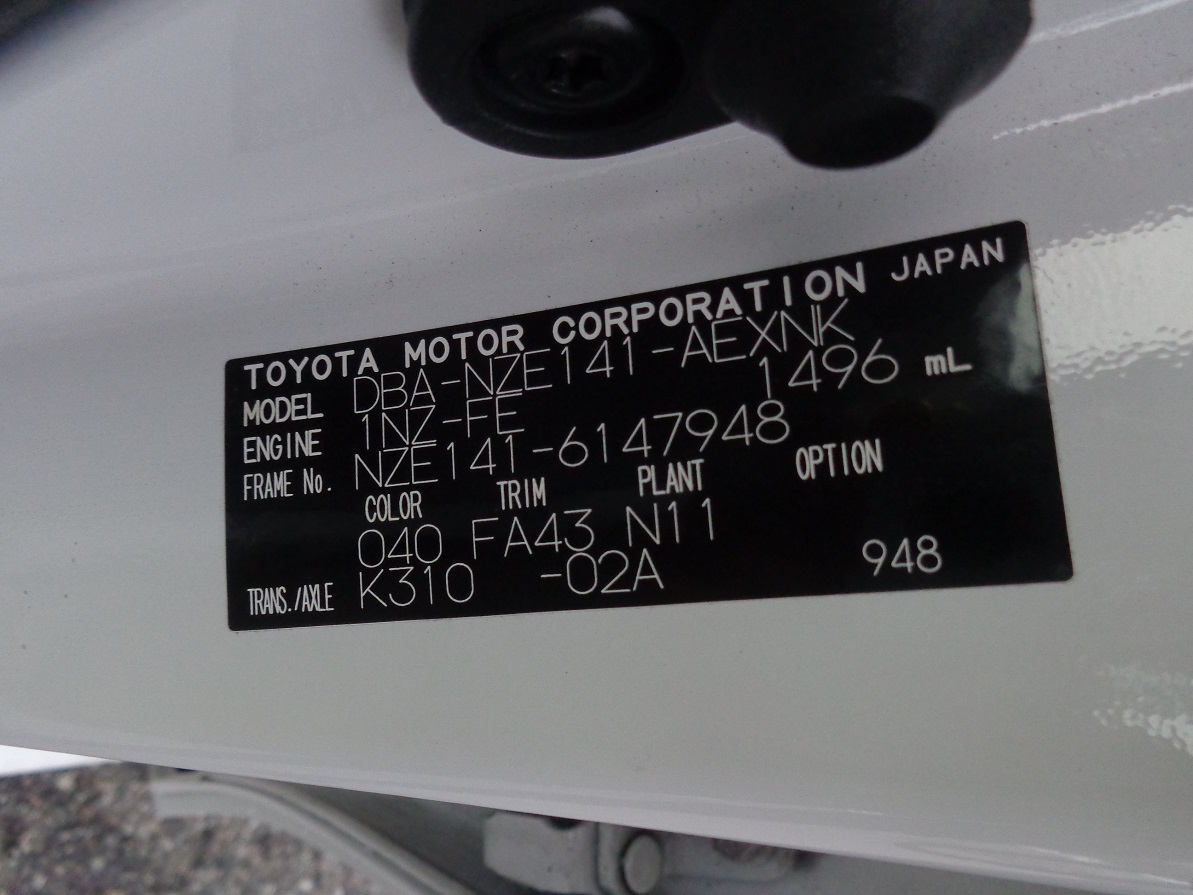 TOYOTA MOTOR CORPORATION JAPAN
MODEL DBA-NZE141-AEXNK
ENGINE 1NZ-FE 1496 mL
FRAME No. NZE141-6147948
COLOR TRIM PLANT OPTION
040 FA43 N11
TRANS./AXLE K310 -02A 948